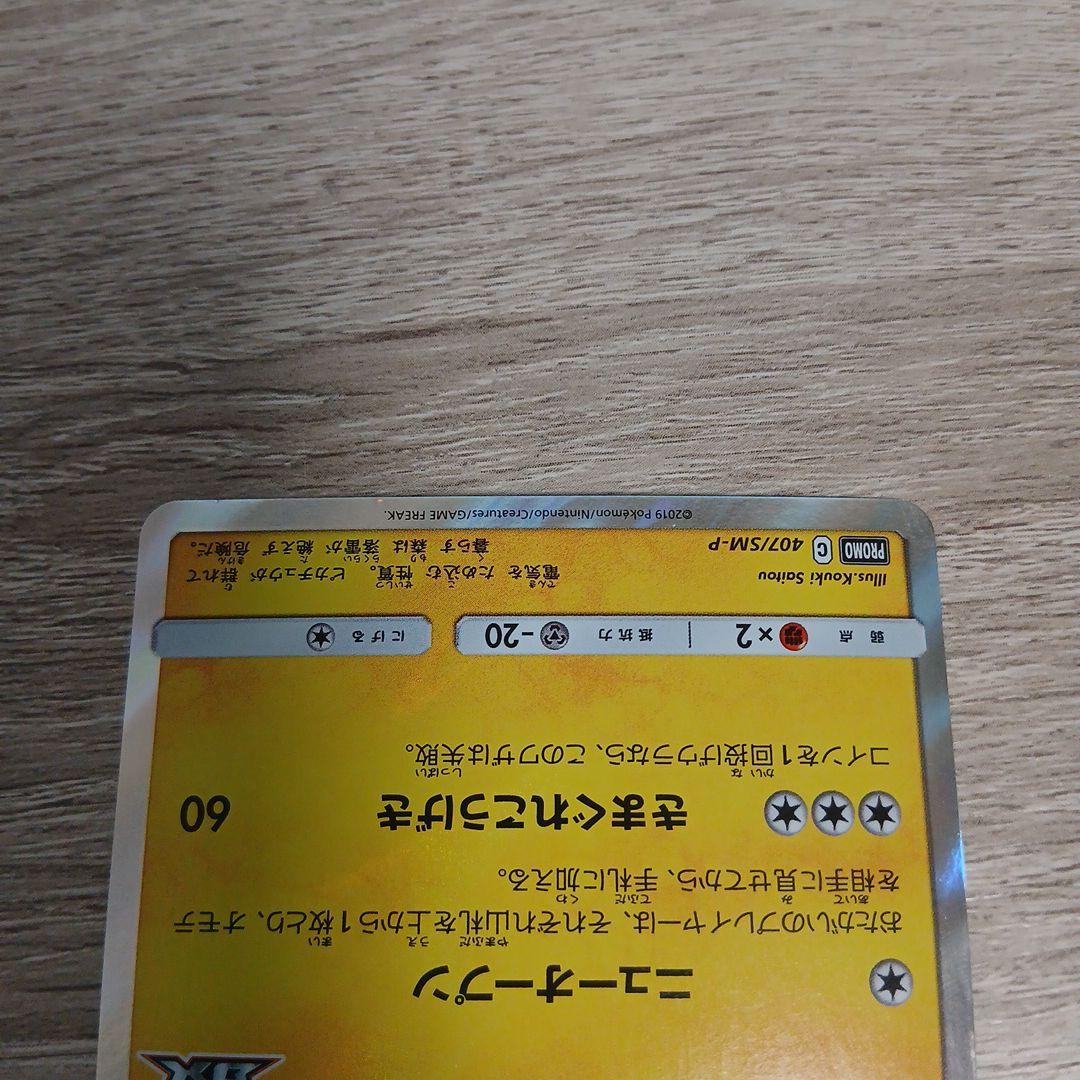 ニューオープン
おたがいのプレイヤーは、それぞれ山札を上から1枚とり、オモテ
を相手に見せてから、手札に加える。
きまぐれこうげき 60
コインを1回投げウラなら、このワザは失敗。
弱点 ×2 抵抗力 -20 にげる
Illus.Kouki Saitou
PROMO C 407/SM-P
電気を ため込む 性質。 ピカチュウが 群れて
暮らす 森は 落雷が 絶えず 危険だ。
©2019 Pokémon/Nintendo/Creatures/GAME FREAK.